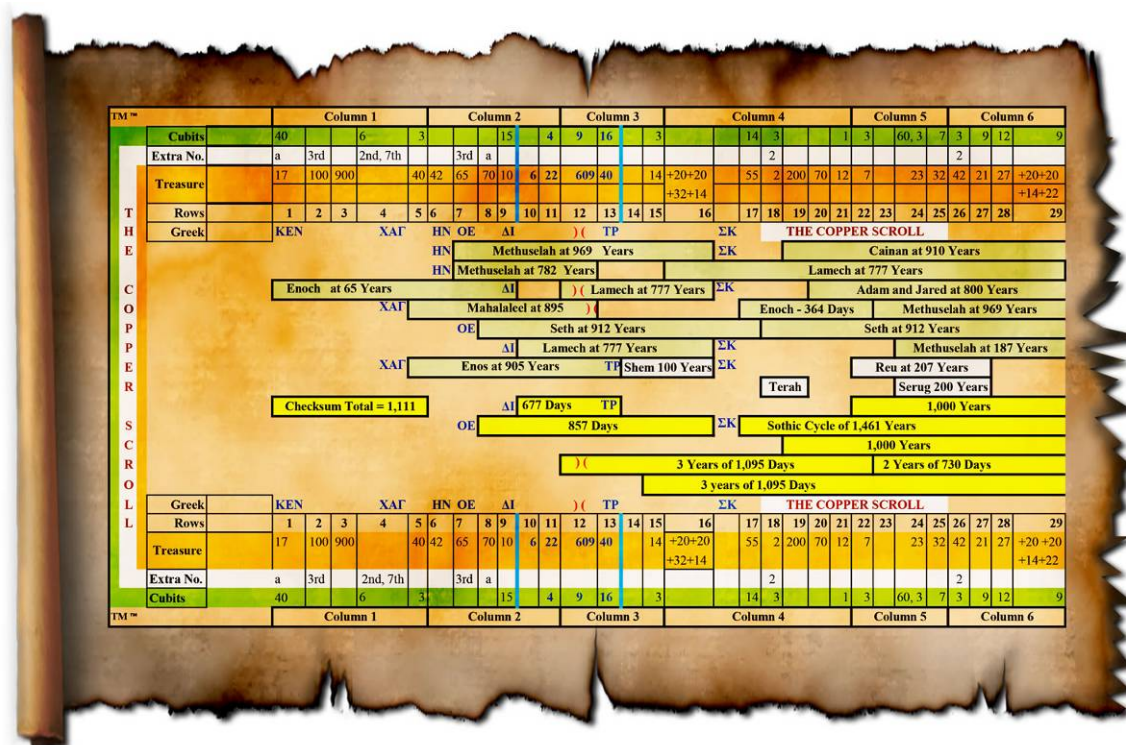 TM ™ Column 1 Column 2 Column 3 Column 4 Column 5 Column 6
Cubits 40 6 3 15 4 9 16 3 14 3 1 3 60, 3 7 3 9 12 9
Extra No. a 3rd 2nd, 7th 3rd a 2 2
Treasure 17 100 900 40 42 65 70 10 6 22 609 40 14 +20+20 55 2 200 70 12 7 23 32 42 21 27 +20+20
+32+14 +14+22
Rows 1 2 3 4 5 6 7 8 9 10 11 12 13 14 15 16 17 18 19 20 21 22 23 24 25 26 27 28 29
Greek ΚΕΝ ΧΑΓ ΗΝ ΟΕ ΔΙ )( ΤΡ ΣΚ THE COPPER SCROLL
ΗΝ Methuselah at 969 Years ΣΚ Cainan at 910 Years
ΗΝ Methuselah at 782 Years Lamech at 777 Years
Enoch at 65 Years ΔΙ )( Lamech at 777 Years ΣΚ Adam and Jared at 800 Years
ΧΑΓ Mahalaleel at 895 )( Enoch - 364 Days Methuselah at 969 Years
ΟΕ Seth at 912 Years Seth at 912 Years
ΔΙ Lamech at 777 Years ΣΚ Methuselah at 187 Years
ΧΑΓ Enos at 905 Years ΤΡ Shem 100 Years ΣΚ Reu at 207 Years
Terah Serug 200 Years
Checksum Total = 1,111 ΔΙ 677 Days ΤΡ 1,000 Years
ΟΕ 857 Days ΣΚ Sothic Cycle of 1,461 Years
1,000 Years
)( 3 Years of 1,095 Days 2 Years of 730 Days
3 years of 1,095 Days
Greek ΚΕΝ ΧΑΓ ΗΝ ΟΕ ΔΙ )( ΤΡ ΣΚ THE COPPER SCROLL
Rows 1 2 3 4 5 6 7 8 9 10 11 12 13 14 15 16 17 18 19 20 21 22 23 24 25 26 27 28 29
Treasure 17 100 900 40 42 65 70 10 6 22 609 40 14 +20+20 55 2 200 70 12 7 23 32 42 21 27 +20 +20
+32+14 +14+22
Extra No. a 3rd 2nd, 7th 3rd a 2 2
Cubits 40 6 3 15 4 9 16 3 14 3 1 3 60, 3 7 3 9 12 9
TM ™ Column 1 Column 2 Column 3 Column 4 Column 5 Column 6
THE COPPER SCROLL